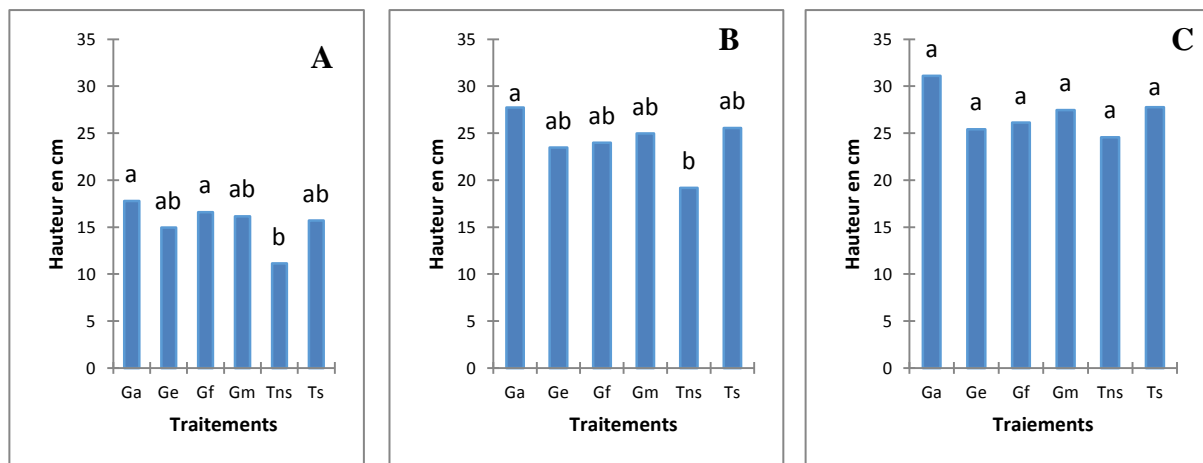 A
35
30
25
20
15
10
5
0
Hauteur en cm
a
ab
a
ab
b
ab
Ga Ge Gf Gm Tns Ts
Traitements
B
35
30
25
20
15
10
5
0
Hauteur en cm
a
ab
ab
ab
b
ab
Ga Ge Gf Gm Tns Ts
Traitements
C
35
30
25
20
15
10
5
0
Hauteur en cm
a
a
a
a
a
a
Ga Ge Gf Gm Tns Ts
Traiements